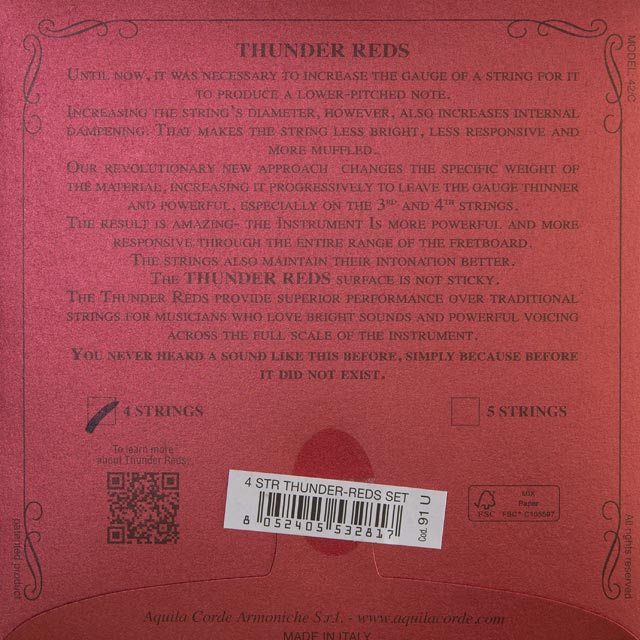 THUNDER REDS
UNTIL NOW, IT WAS NECESSARY TO INCREASE THE GAUGE OF A STRING FOR IT
TO PRODUCE A LOWER-PITCHED NOTE.
INCREASING THE STRING'S DIAMETER, HOWEVER, ALSO INCREASES INTERNAL
DAMPENING. THAT MAKES THE STRING LESS BRIGHT, LESS RESPONSIVE AND
MORE MUFFLED.
OUR REVOLUTIONARY NEW APPROACH CHANGES THE SPECIFIC WEIGHT OF
THE MATERIAL, INCREASING IT PROGRESSIVELY TO LEAVE THE GAUGE THINNER
AND POWERFUL, ESPECIALLY ON THE 3RD AND 4TH STRINGS.
THE RESULT IS AMAZING- THE INSTRUMENT IS MORE POWERFUL AND MORE
RESPONSIVE THROUGH THE ENTIRE RANGE OF THE FRETBOARD.
THE STRINGS ALSO MAINTAIN THEIR INTONATION BETTER.
THE THUNDER REDS SURFACE IS NOT STICKY.
THE THUNDER REDS PROVIDE SUPERIOR PERFORMANCE OVER TRADITIONAL
STRINGS FOR MUSICIANS WHO LOVE BRIGHT SOUNDS AND POWERFUL VOICING
ACROSS THE FULL SCALE OF THE INSTRUMENT.
YOU NEVER HEARD A SOUND LIKE THIS BEFORE, SIMPLY BECAUSE BEFORE
IT DID NOT EXIST.
4 STRINGS
5 STRINGS
To learn more
about Thunder Reds:
4 STR THUNDER-REDS SET
8 052405 532817
Cod. 91 U
FSC
MIX
Paper
FSC® C105587
patented product
All rights reserved
Aquila Corde Armoniche S.r.l. - www.aquilacorde.com
MADE IN ITALY